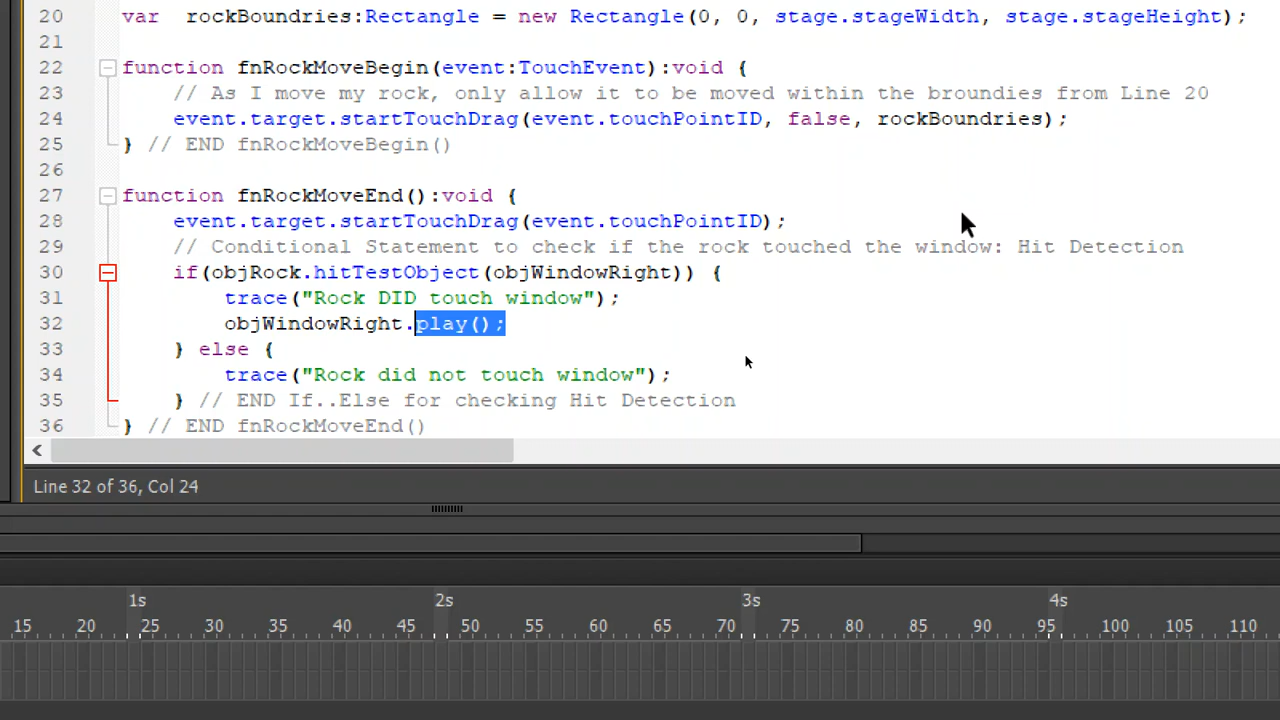 20 var  rockBoundries:Rectangle = new Rectangle(0, 0, stage.stageWidth, stage.stageHeight);
21
22 function fnRockMoveBegin(event:TouchEvent):void {
23     // As I move my rock, only allow it to be moved within the broundies from Line 20
24     event.target.startTouchDrag(event.touchPointID, false, rockBoundries);
25 } // END fnRockMoveBegin()
26
27 function fnRockMoveEnd():void {
28     event.target.startTouchDrag(event.touchPointID);
29     // Conditional Statement to check if the rock touched the window: Hit Detection
30     if(objRock.hitTestObject(objWindowRight)) {
31         trace("Rock DID touch window");
32         objWindowRight.play();
33     } else {
34         trace("Rock did not touch window");
35     } // END If..Else for checking Hit Detection
36 } // END fnRockMoveEnd()
Line 32 of 36, Col 24
1s 2s 3s 4s
15 20 25 30 35 40 45 50 55 60 65 70 75 80 85 90 95 100 105 110